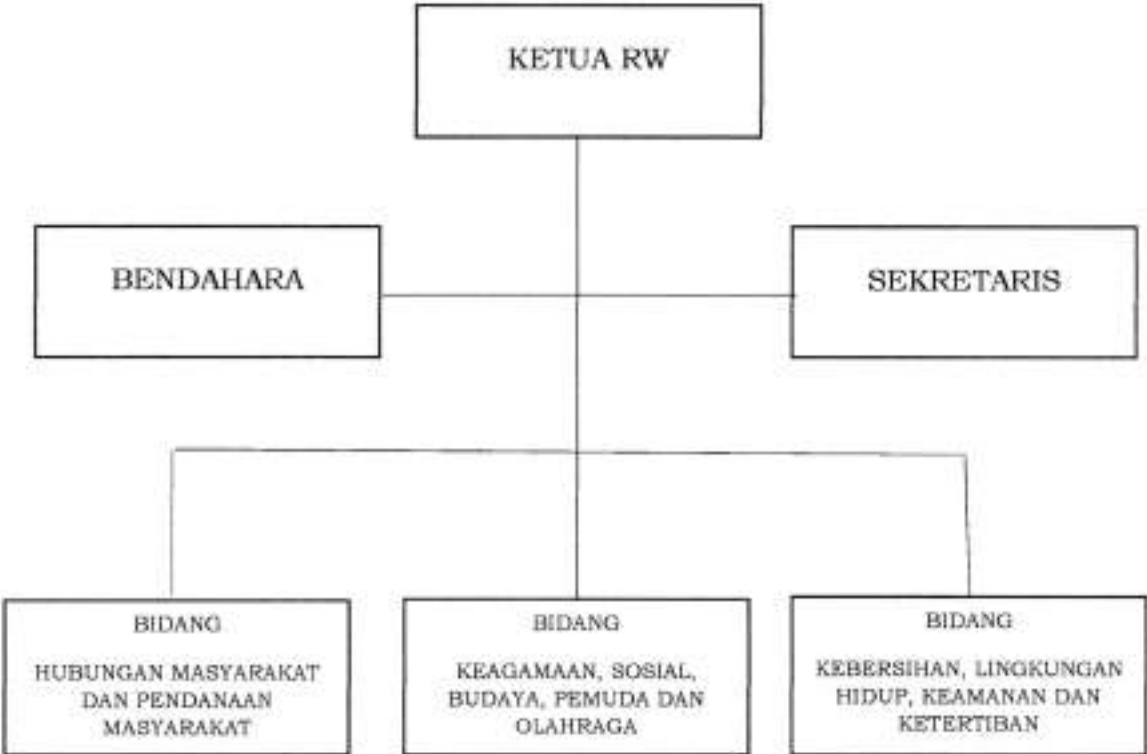 KETUA RW
BENDAHARA
SEKRETARIS
BIDANG
HUBUNGAN MASYARAKAT
DAN PENDANAAN
MASYARAKAT
BIDANG
KEAGAMAAN, SOSIAL,
BUDAYA, PEMUDA DAN
OLAHRAGA
BIDANG
KEBERSIHAN, LINGKUNGAN
HIDUP, KEAMANAN DAN
KETERTIBAN